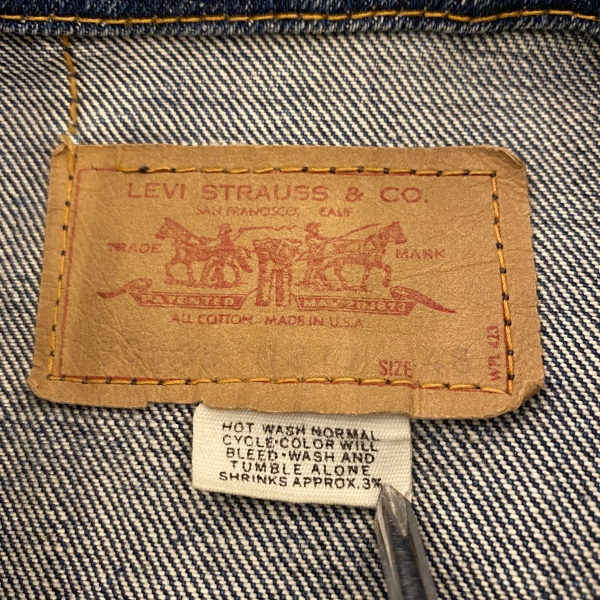 LEVI STRAUSS & CO.
SAN FRANCISCO, CALIF
TRADE MARK
PATENTED MAY 20 1873
ALL COTTON MADE IN U.S.A
SIZE
WPL 423
HOT WASH NORMAL
CYCLE•COLOR WILL
BLEED•WASH AND
TUMBLE ALONE
SHRINKS APPROX. 3%